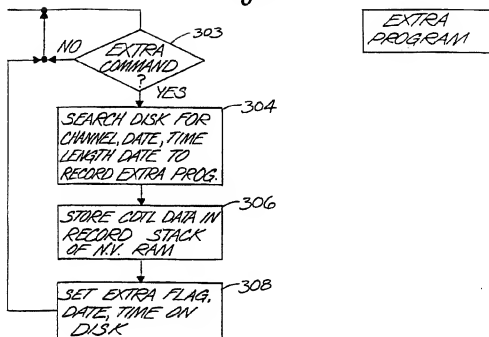 303
EXTRA
PROGRAM
NO
EXTRA
COMMAND
?
YES
304
SEARCH DISK FOR
CHANNEL, DATE, TIME
LENGTH DATE TO
RECORD EXTRA PROG.
306
STORE CDTL DATA IN
RECORD STACK
OF N.V. RAM
308
SET EXTRA FLAG,
DATE, TIME ON
DISK